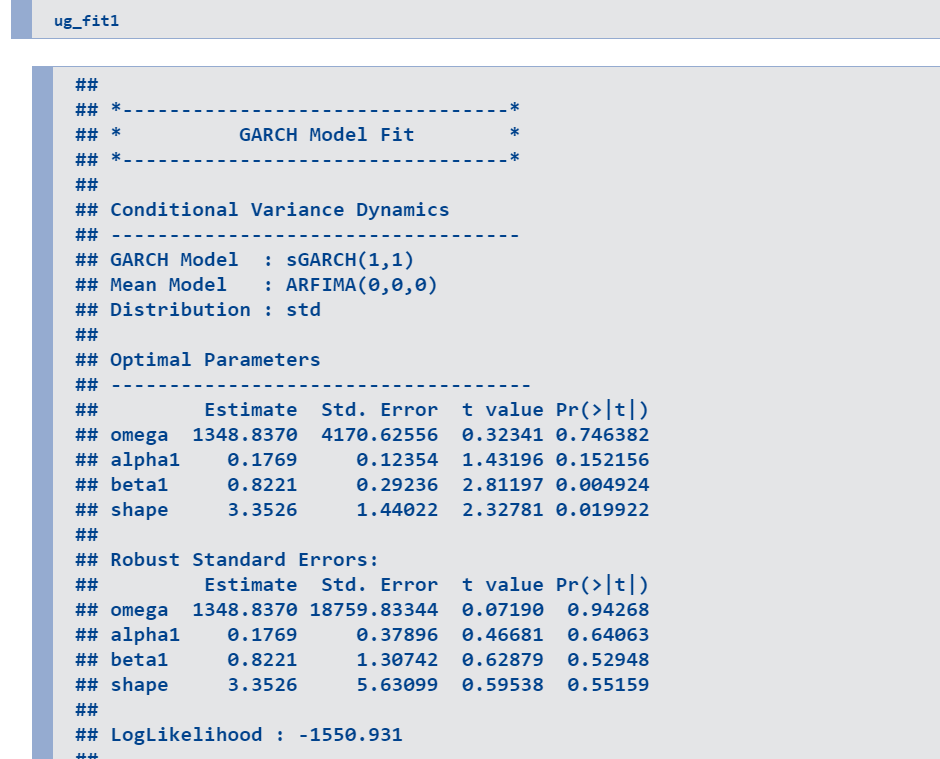 ug_fit1
##
## *---------------------------------*
## *          GARCH Model Fit        *
## *---------------------------------*
##
## Conditional Variance Dynamics
## -----------------------------------
## GARCH Model  : sGARCH(1,1)
## Mean Model   : ARFIMA(0,0,0)
## Distribution : std
##
## Optimal Parameters
## ------------------------------------
##         Estimate  Std. Error  t value Pr(>|t|)
## omega  1348.8370  4170.62556  0.32341 0.746382
## alpha1    0.1769     0.12354  1.43196 0.152156
## beta1     0.8221     0.29236  2.81197 0.004924
## shape     3.3526     1.44022  2.32781 0.019922
##
## Robust Standard Errors:
##         Estimate  Std. Error  t value Pr(>|t|)
## omega  1348.8370 18759.83344  0.07190  0.94268
## alpha1    0.1769     0.37896  0.46681  0.64063
## beta1     0.8221     1.30742  0.62879  0.52948
## shape     3.3526     5.63099  0.59538  0.55159
##
## LogLikelihood : -1550.931
##